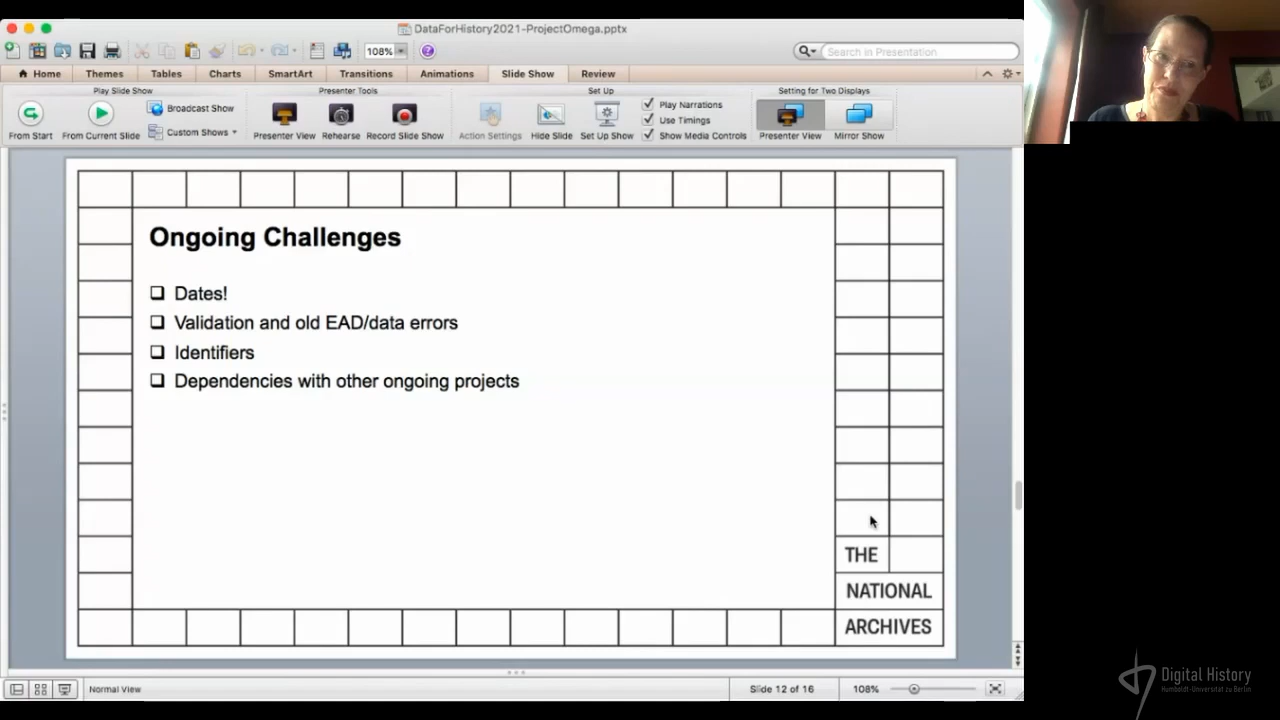 DataForHistory2021-ProjectOmega.pptx
108%
Search in Presentation
Home Themes Tables Charts SmartArt Transitions Animations Slide Show Review
Play Slide Show Presenter Tools Set Up Setting for Two Displays
From Start
From Current Slide
Broadcast Show
Custom Shows
Presenter View
Rehearse
Record Slide Show
Action Settings
Hide Slide
Set Up Show
Play Narrations
Use Timings
Show Media Controls
Presenter View
Mirror Show
Ongoing Challenges
Dates!
Validation and old EAD/data errors
Identifiers
Dependencies with other ongoing projects
THE
NATIONAL
ARCHIVES
Normal View
Slide 12 of 16
108%
Digital History
Humboldt-Universität zu Berlin